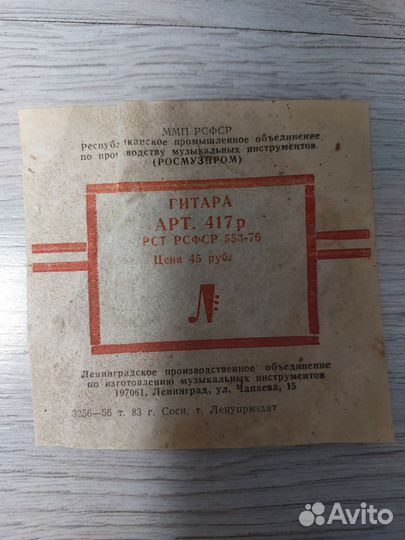 ММП РСФСР
Республиканское промышленное объединение
по производству музыкальных инструментов
(РОСМУЗПРОМ)
ГИТАРА
АРТ. 417р
РСТ РСФСР 553-76
Цена 45 руб.
Л
Ленинградское производственное объединение
по изготовлению музыкальных инструментов
197061, Ленинград, ул. Чапаева, 15
3256—56 т. 83 г. Сосн. т. Ленуприздат
Avito